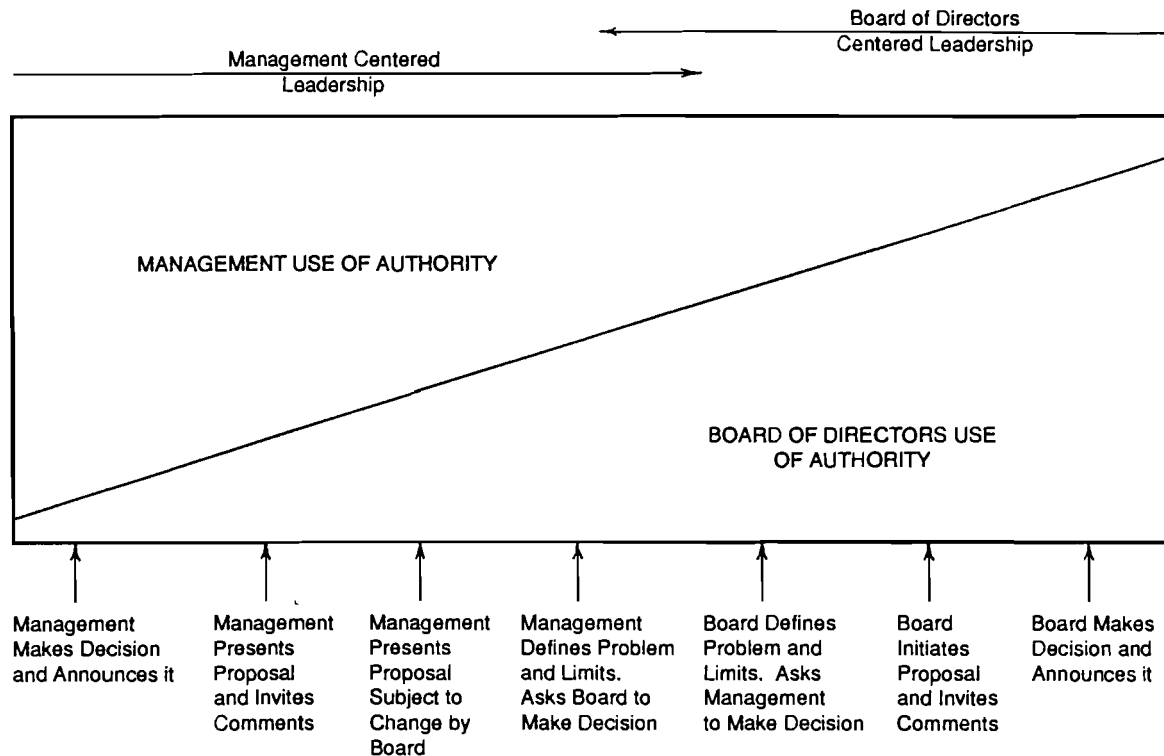 Board of Directors
Centered Leadership
Management Centered
Leadership
MANAGEMENT USE OF AUTHORITY
BOARD OF DIRECTORS USE
OF AUTHORITY
Management
Makes Decision
and Announces it
Management
Presents
Proposal
and Invites
Comments
Management
Presents
Proposal
Subject to
Change by
Board
Management
Defines Problem
and Limits.
Asks Board to
Make Decision
Board Defines
Problem and
Limits. Asks
Management
to Make Decision
Board
Initiates
Proposal
and Invites
Comments
Board Makes
Decision and
Announces it